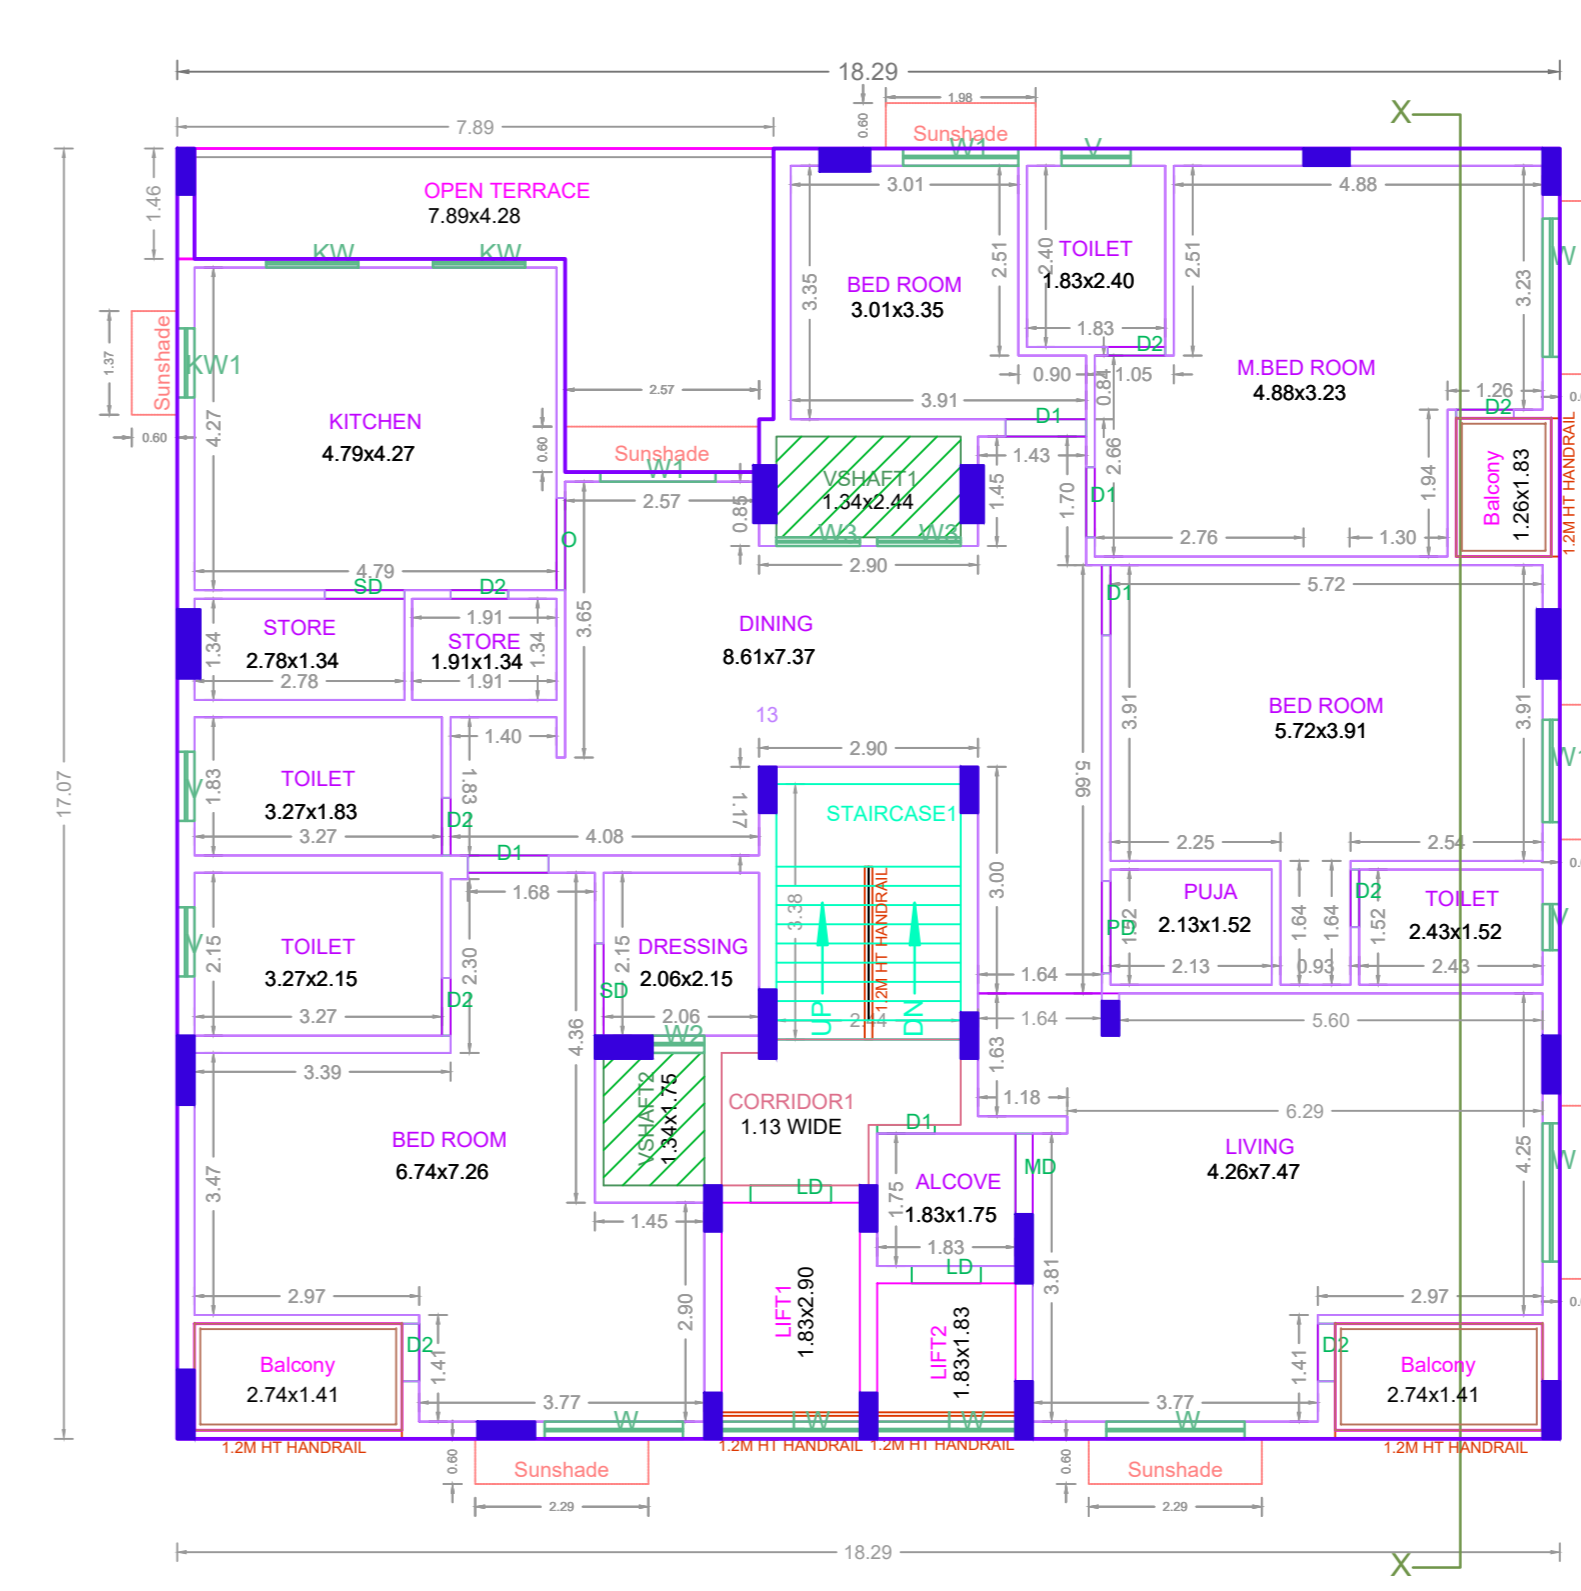 18.29
1.98
0.60
Sunshade
7.89
X
W1
V
1.46
OPEN TERRACE
7.89x4.28
3.01
4.88
KW
KW
2.51
2.40
TOILET
1.83x2.40
2.51
W
3.35
BED ROOM
3.01x3.35
3.23
1.37
Sunshade
KW1
1.83
D2
0.60
4.27
2.57
0.90
0.84
1.05
M.BED ROOM
4.88x3.23
1.26
D2
KITCHEN
4.79x4.27
3.91
D1
0.60
Sunshade
W1
2.57
0.85
VSHAFT1
1.34x2.44
W3
W3
1.43
1.45
1.70
2.66
D1
1.94
Balcony
1.26x1.83
1.2M HT HANDRAIL
O
2.90
2.76
1.30
4.79
SD
D2
D1
5.72
STORE
2.78x1.34
1.34
2.78
1.91
STORE
1.91x1.34
1.34
1.91
3.65
DINING
8.61x7.37
13
3.91
BED ROOM
5.72x3.91
3.91
W1
17.07
1.40
2.90
5.66
V
1.83
TOILET
3.27x1.83
3.27
1.83
D2
4.08
1.17
STAIRCASE1
2.25
2.54
D1
1.68
3.38
1.2M HT HANDRAIL
3.00
PUJA
2.13x1.52
PD
1.52
2.13
1.64
1.64
0.93
D2
1.52
TOILET
2.43x1.52
2.43
V
V
2.15
TOILET
3.27x2.15
3.27
D2
2.30
SD
2.15
DRESSING
2.06x2.15
2.06
W2
UP
DN
1.64
1.64
5.60
3.39
4.36
1.63
VSHAFT2
1.34x1.75
CORRIDOR1
1.13 WIDE
D1
1.18
6.29
BED ROOM
6.74x7.26
3.47
MD
LIVING
4.26x7.47
4.25
W
LD
ALCOVE
1.83x1.75
1.75
1.83
LD
1.45
2.90
3.81
LIFT1
1.83x2.90
LIFT2
1.83x1.83
2.97
2.97
Balcony
2.74x1.41
D2
1.41
3.77
W
LW
LW
3.77
W
1.41
D2
Balcony
2.74x1.41
1.2M HT HANDRAIL
1.2M HT HANDRAIL
1.2M HT HANDRAIL
1.2M HT HANDRAIL
0.60
Sunshade
2.29
0.60
Sunshade
2.29
18.29
X